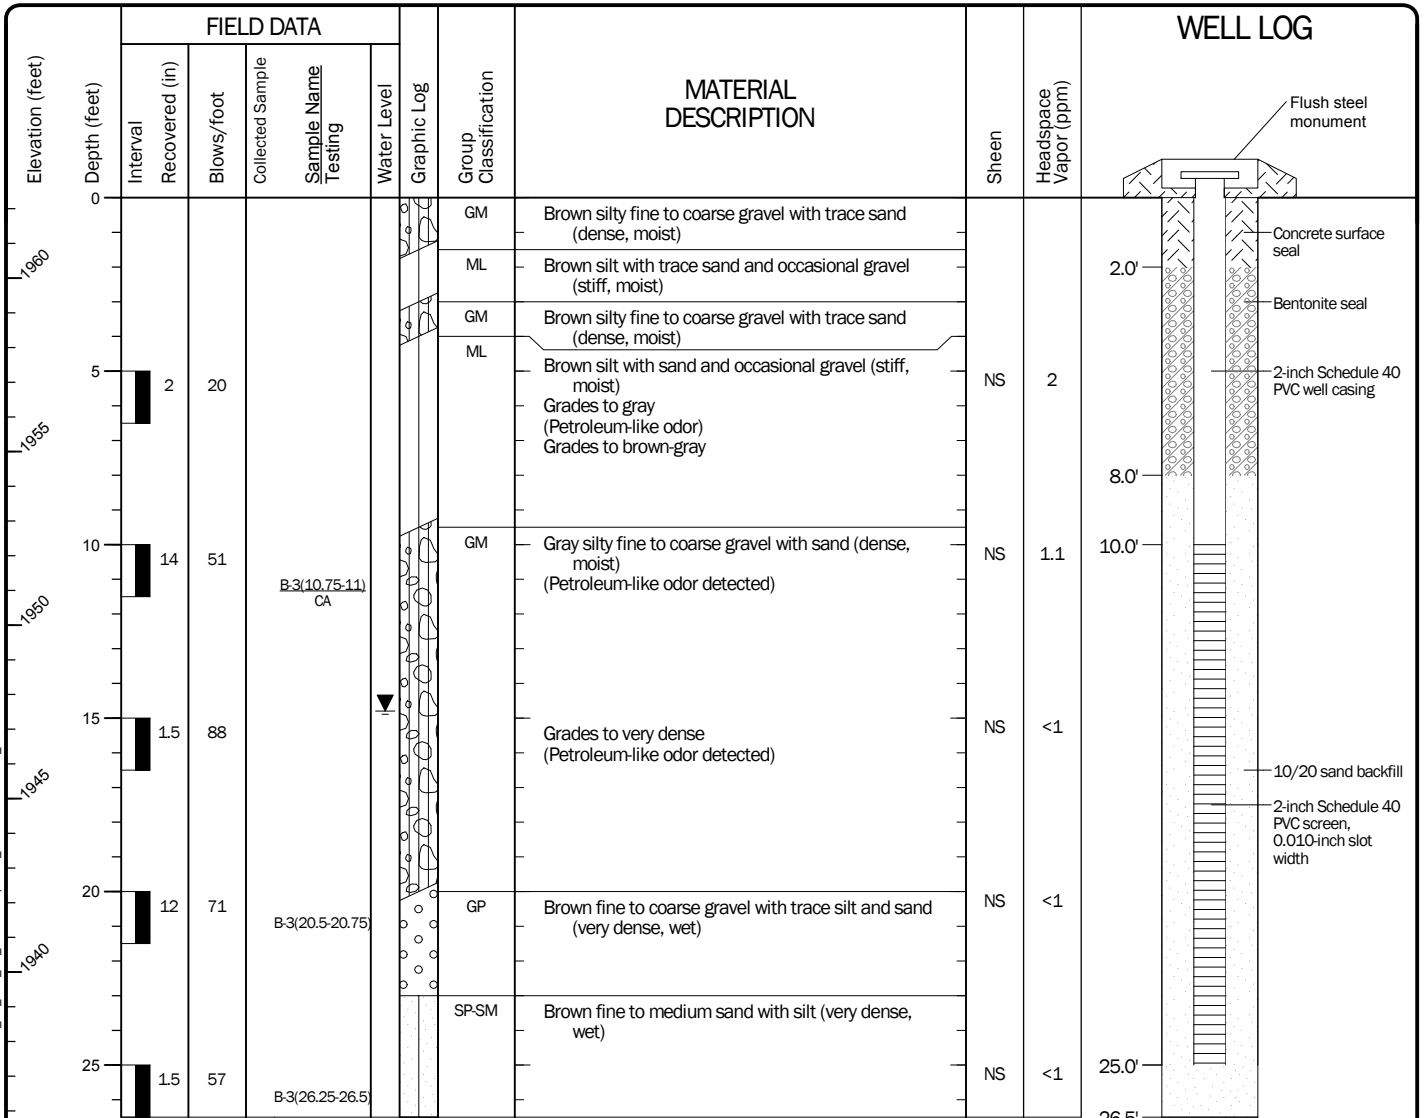 FIELD DATA
WELL LOG
Elevation (feet)
Depth (feet)
Interval
Recovered (in)
Blows/foot
Collected Sample
Sample Name
Testing
Water Level
Graphic Log
Group
Classification
MATERIAL
DESCRIPTION
Sheen
Headspace
Vapor (ppm)
Flush steel
monument
0
GM
Brown silty fine to coarse gravel with trace sand
(dense, moist)
Concrete surface
seal
1960
ML
Brown silt with trace sand and occasional gravel
(stiff, moist)
2.0'
Bentonite seal
GM
Brown silty fine to coarse gravel with trace sand
(dense, moist)
ML
5
2
20
Brown silt with sand and occasional gravel (stiff,
moist)
Grades to gray
(Petroleum-like odor)
Grades to brown-gray
NS
2
2-inch Schedule 40
PVC well casing
1955
8.0'
10
14
51
GM
Gray silty fine to coarse gravel with sand (dense,
moist)
(Petroleum-like odor detected)
NS
1.1
10.0'
B-3(10.75-11)
CA
1950
15
1.5
88
Grades to very dense
(Petroleum-like odor detected)
NS
<1
1945
10/20 sand backfill
2-inch Schedule 40
PVC screen,
0.010-inch slot
width
20
12
71
B-3(20.5-20.75)
GP
Brown fine to coarse gravel with trace silt and sand
(very dense, wet)
NS
<1
1940
SP-SM
Brown fine to medium sand with silt (very dense,
wet)
25
1.5
57
B-3(26.25-26.5)
NS
<1
25.0'
26.5'